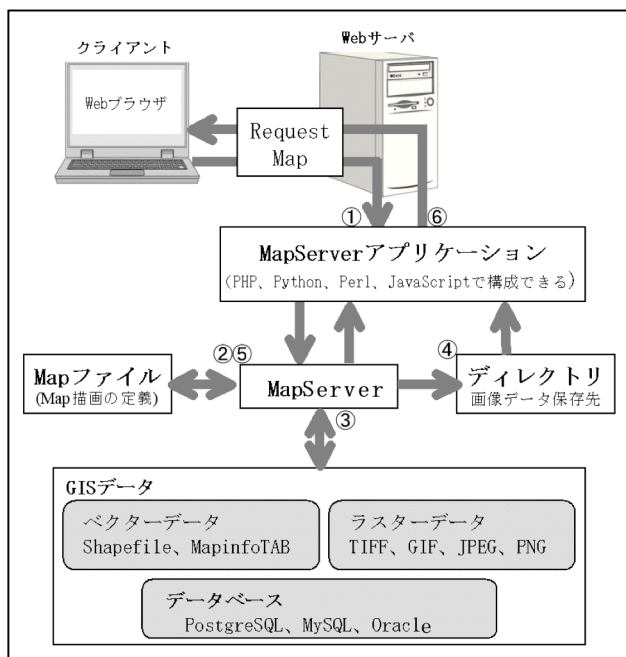 クライアント
Webサーバ
Webブラウザ
Request
Map
①
⑥
MapServerアプリケーション
(PHP、Python、Perl、JavaScriptで構成できる)
②⑤
④
Mapファイル
(Map描画の定義)
MapServer
ディレクトリ
画像データ保存先
③
GISデータ
ベクターデータ
Shapefile、MapinfoTAB
ラスターデータ
TIFF、GIF、JPEG、PNG
データベース
PostgreSQL、MySQL、Oracle